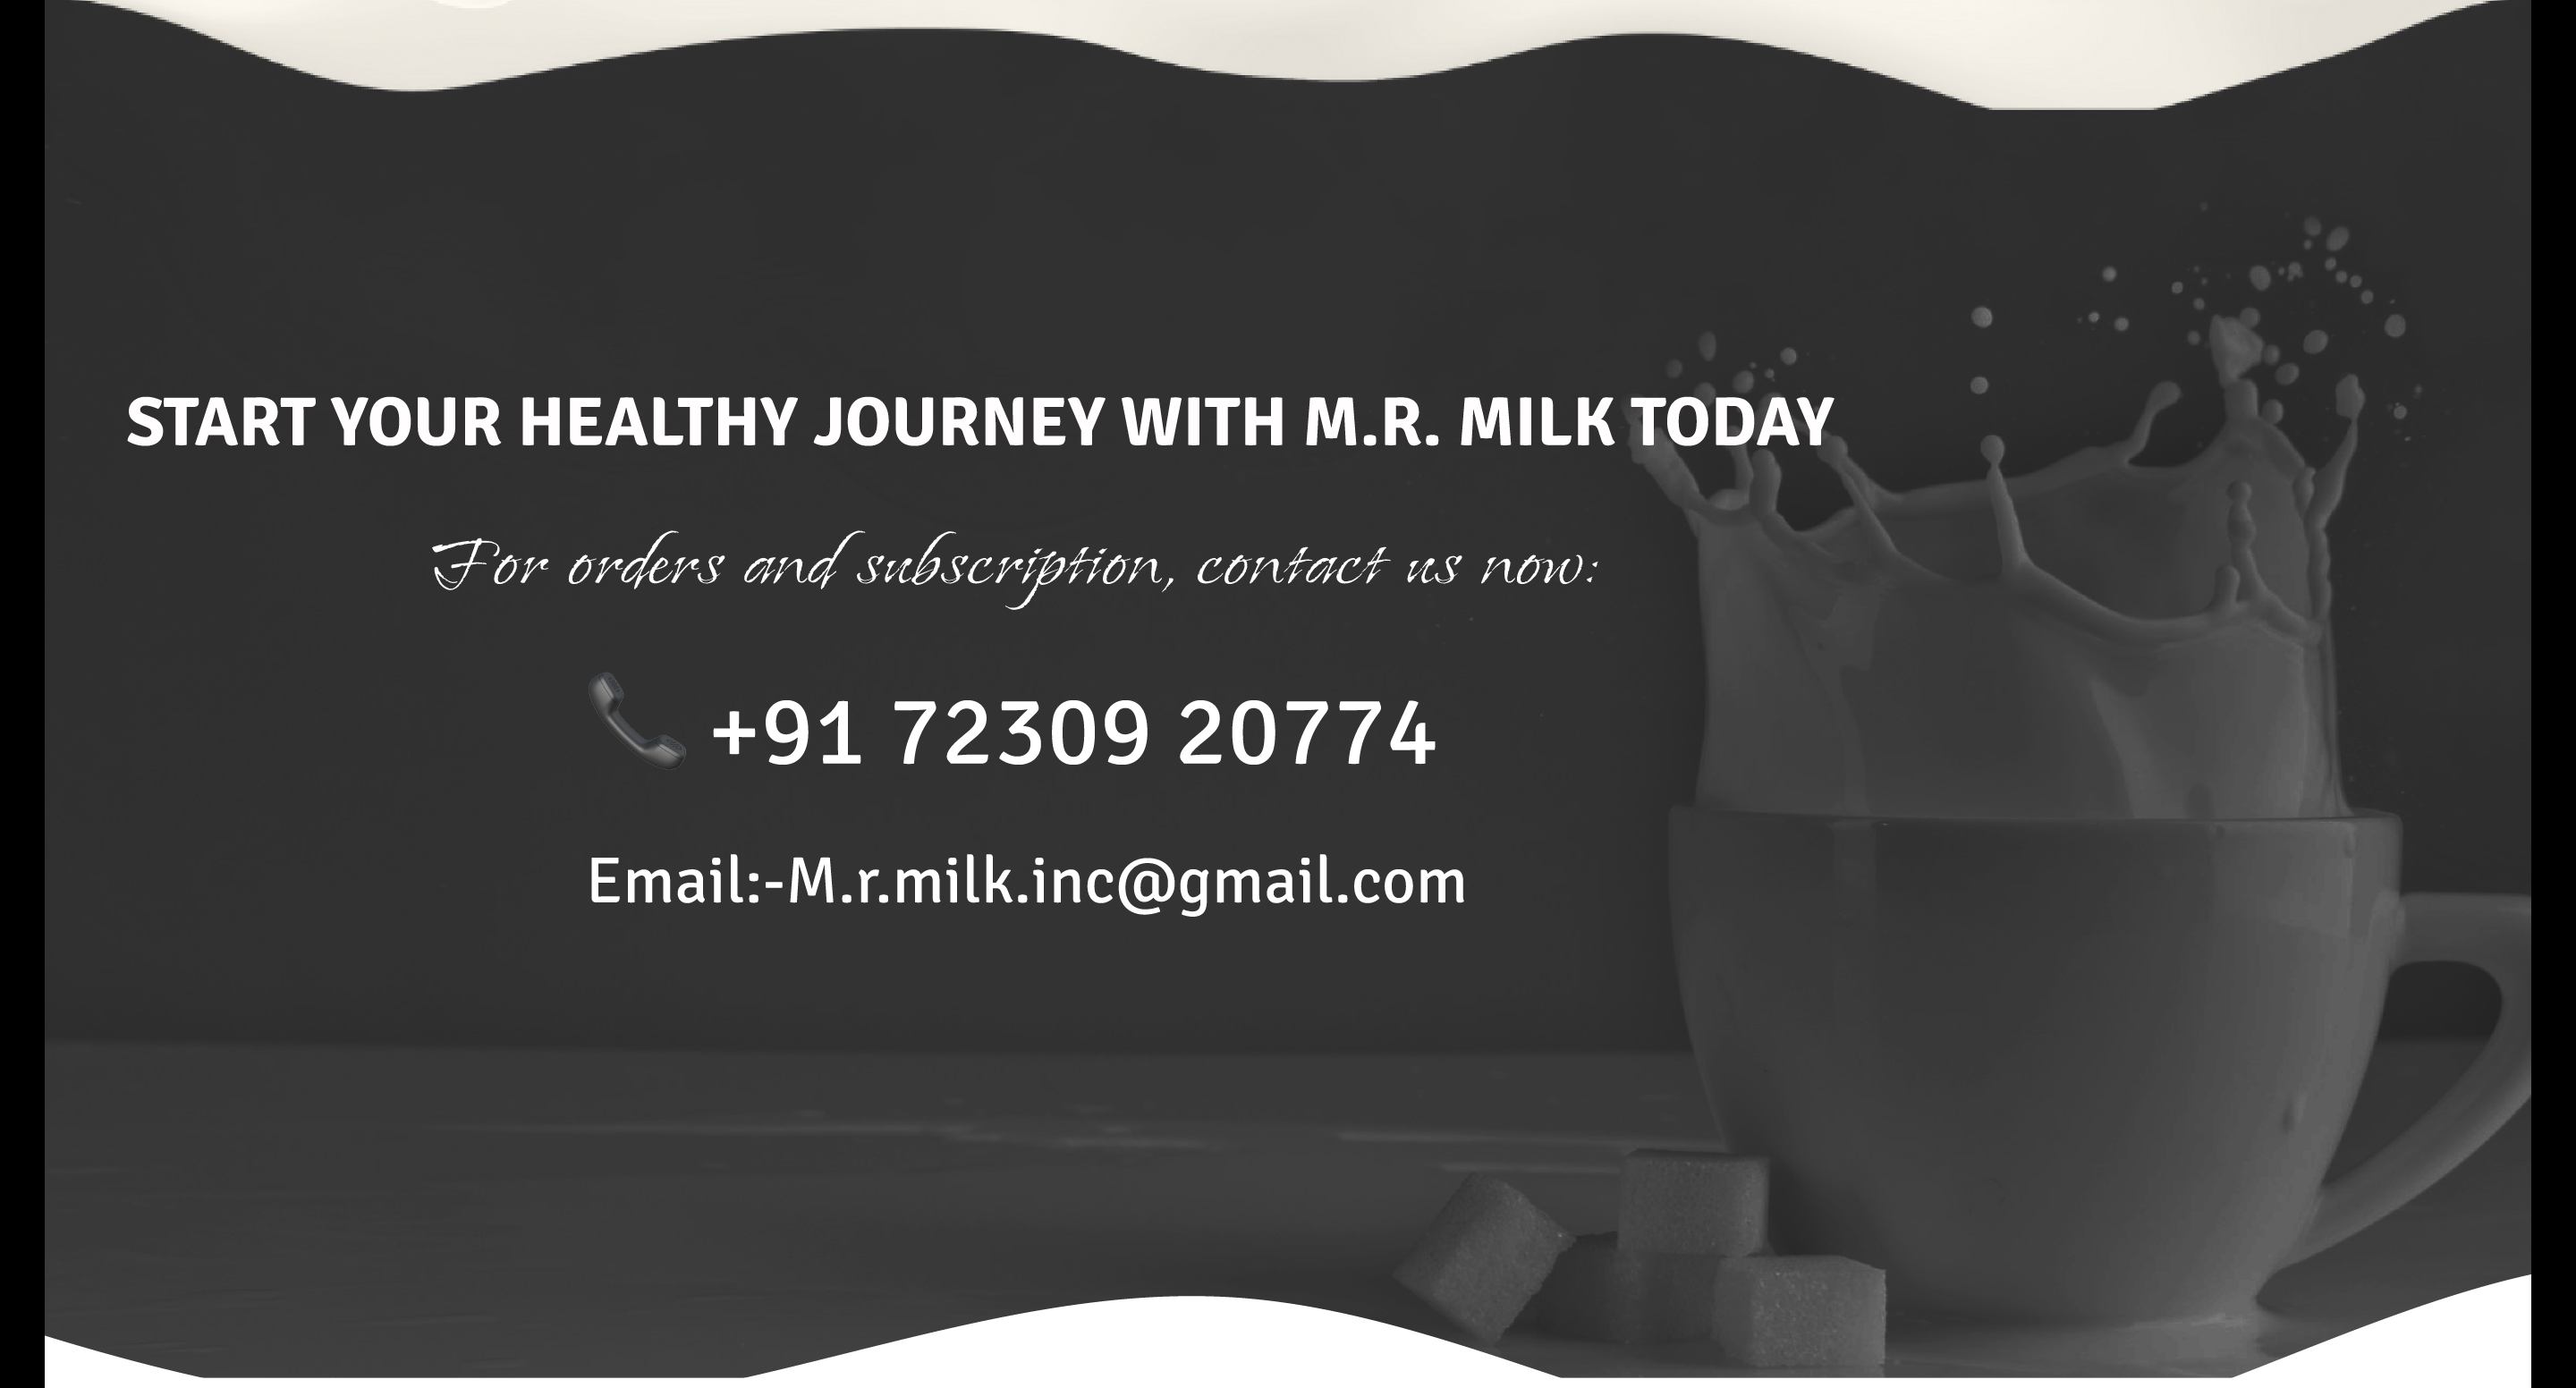 START YOUR HEALTHY JOURNEY WITH M.R. MILK TODAY
For orders and subscription, contact us now:
📞 +91 72309 20774
Email:-M.r.milk.inc@gmail.com